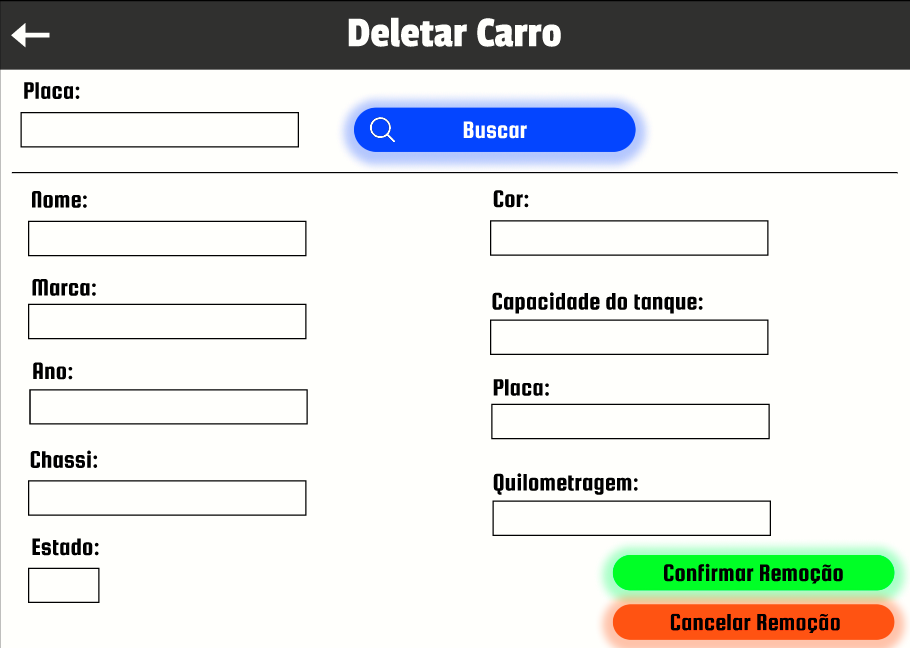 Deletar Carro
Placa:
Buscar
Nome:
Marca:
Ano:
Chassi:
Estado:
Cor:
Capacidade do tanque:
Placa:
Quilometragem:
Confirmar Remoção
Cancelar Remoção